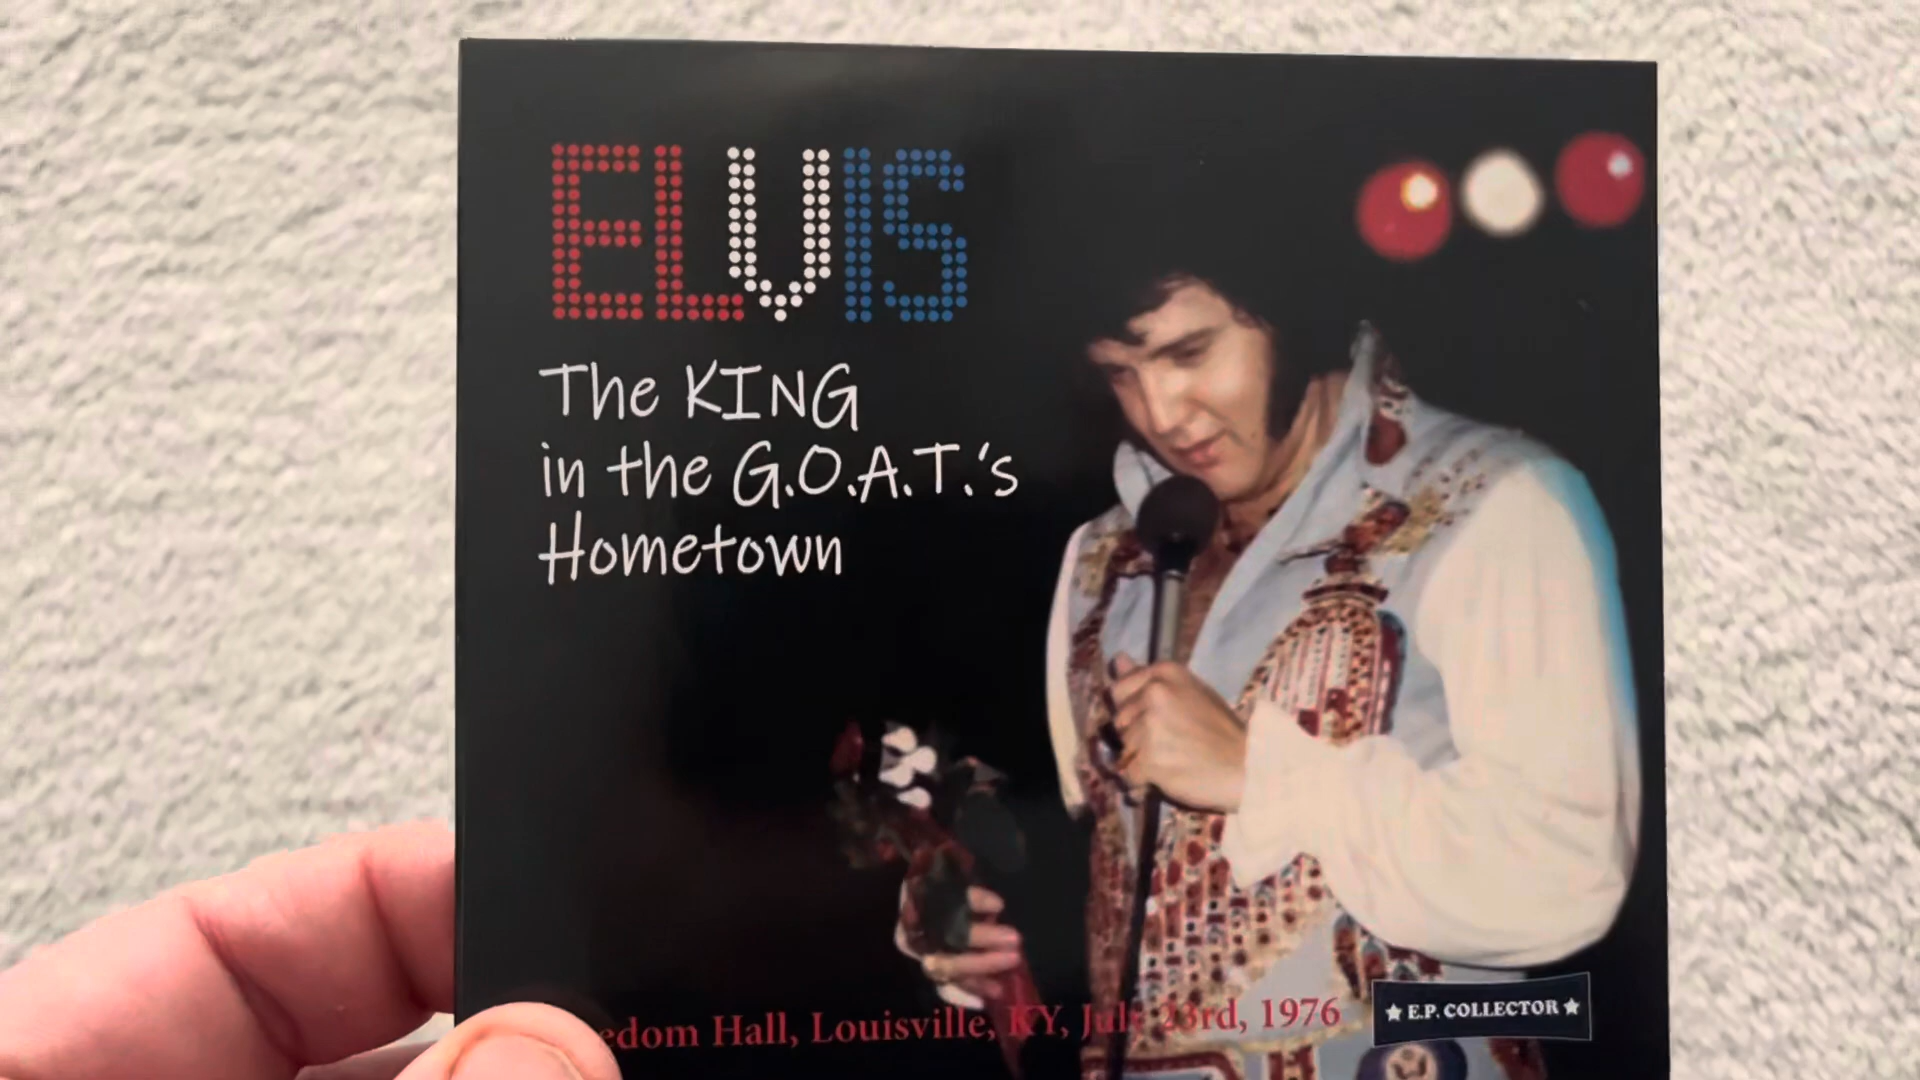 ELVIS
The KING
in the G.O.A.T.'s
Hometown
edom Hall, Louisville, KY, July 23rd, 1976
★ E.P. COLLECTOR ★